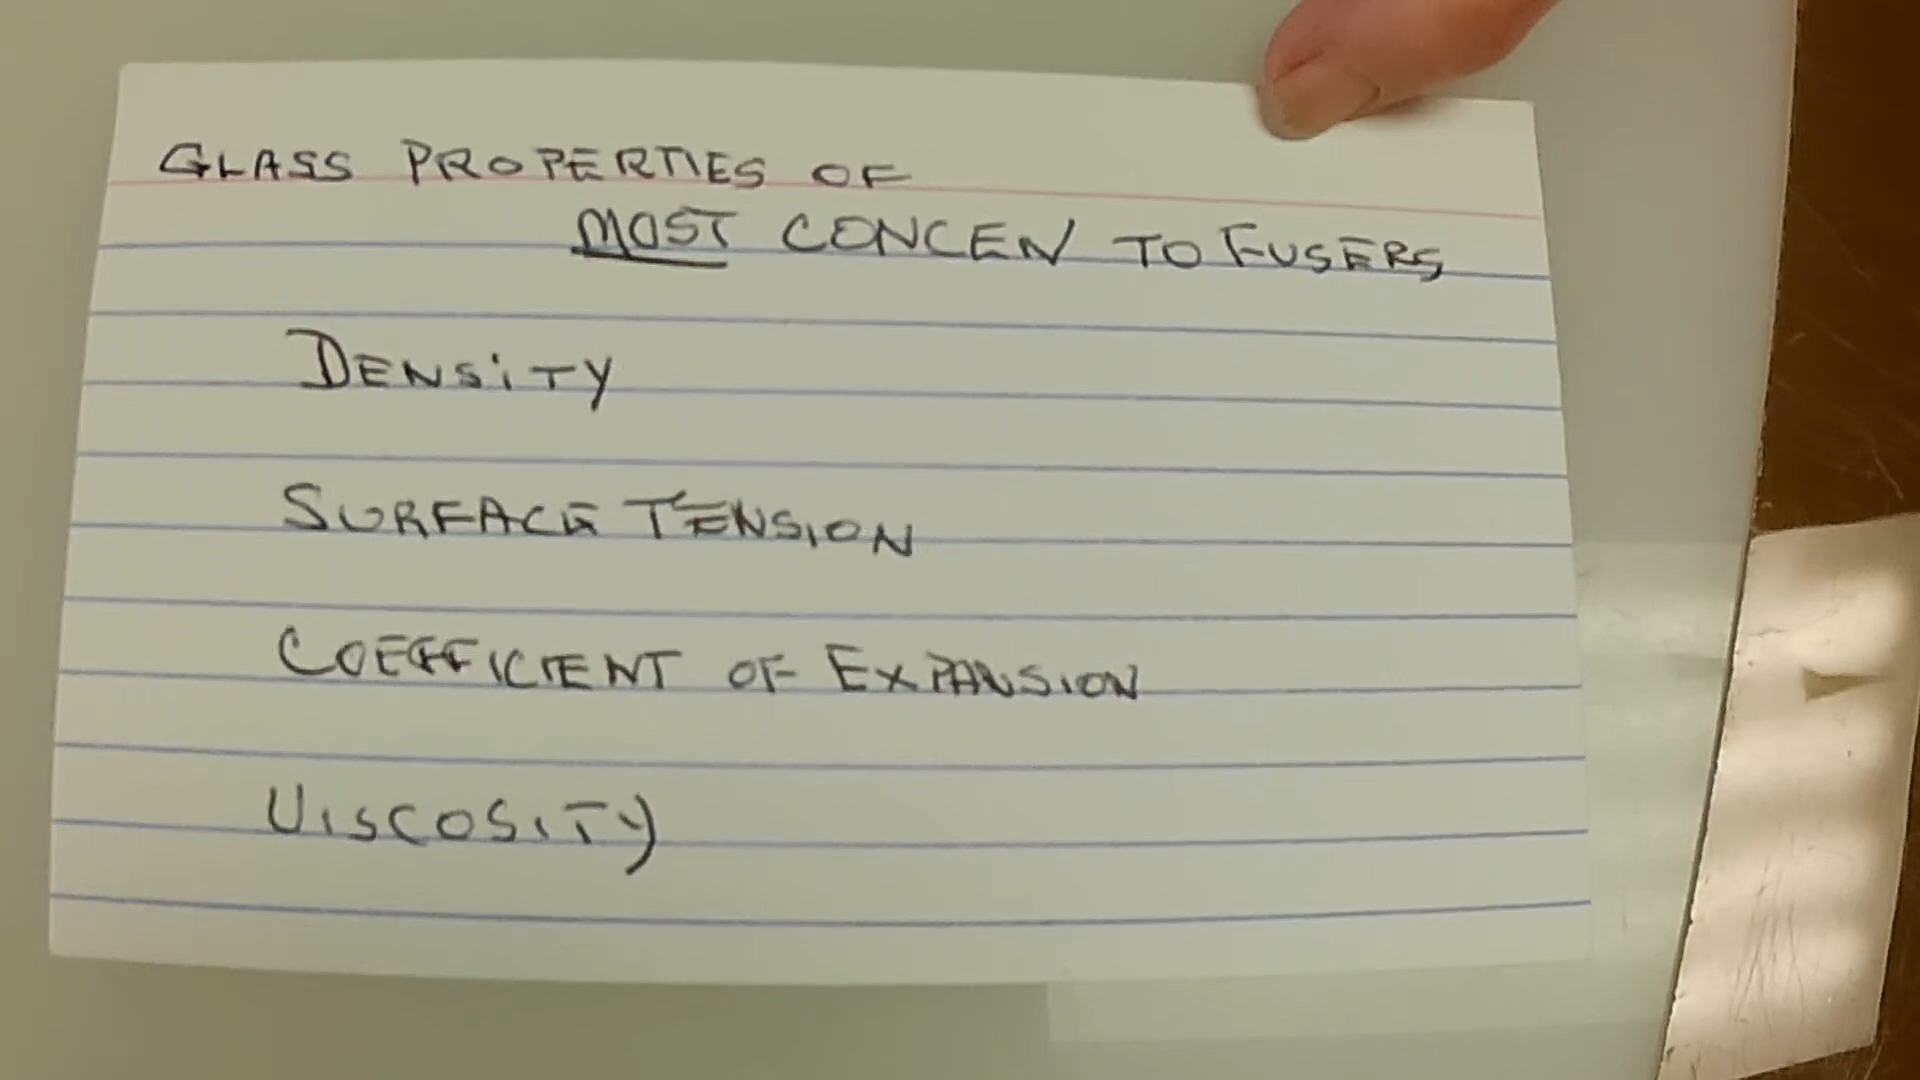 GLASS PROPERTIES OF
MOST CONCEN TO FUSERS
DENSiTY
SURFACE TENSION
COEFFICIENT OF EXPANSION
VISCOSITY